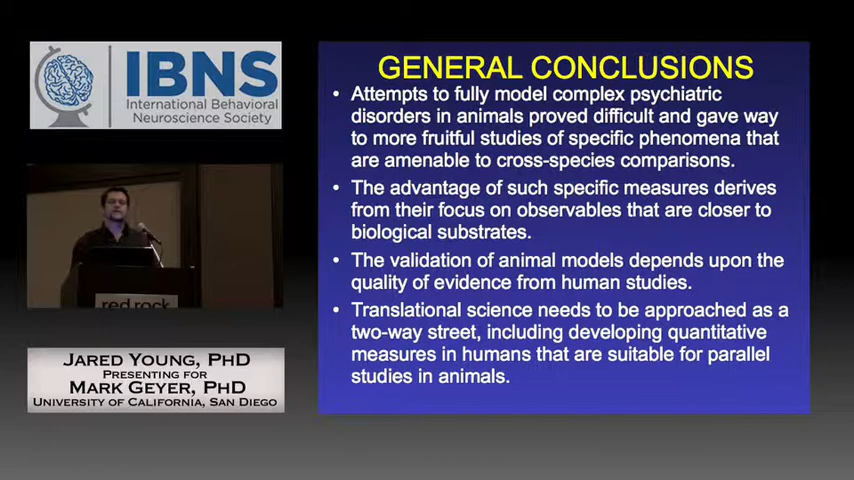 IBNS
International Behavioral
Neuroscience Society
red rock
JARED YOUNG, PHD
PRESENTING FOR
MARK GEYER, PHD
UNIVERSITY OF CALIFORNIA, SAN DIEGO
GENERAL CONCLUSIONS
• Attempts to fully model complex psychiatric
disorders in animals proved difficult and gave way
to more fruitful studies of specific phenomena that
are amenable to cross-species comparisons.
• The advantage of such specific measures derives
from their focus on observables that are closer to
biological substrates.
• The validation of animal models depends upon the
quality of evidence from human studies.
• Translational science needs to be approached as a
two-way street, including developing quantitative
measures in humans that are suitable for parallel
studies in animals.